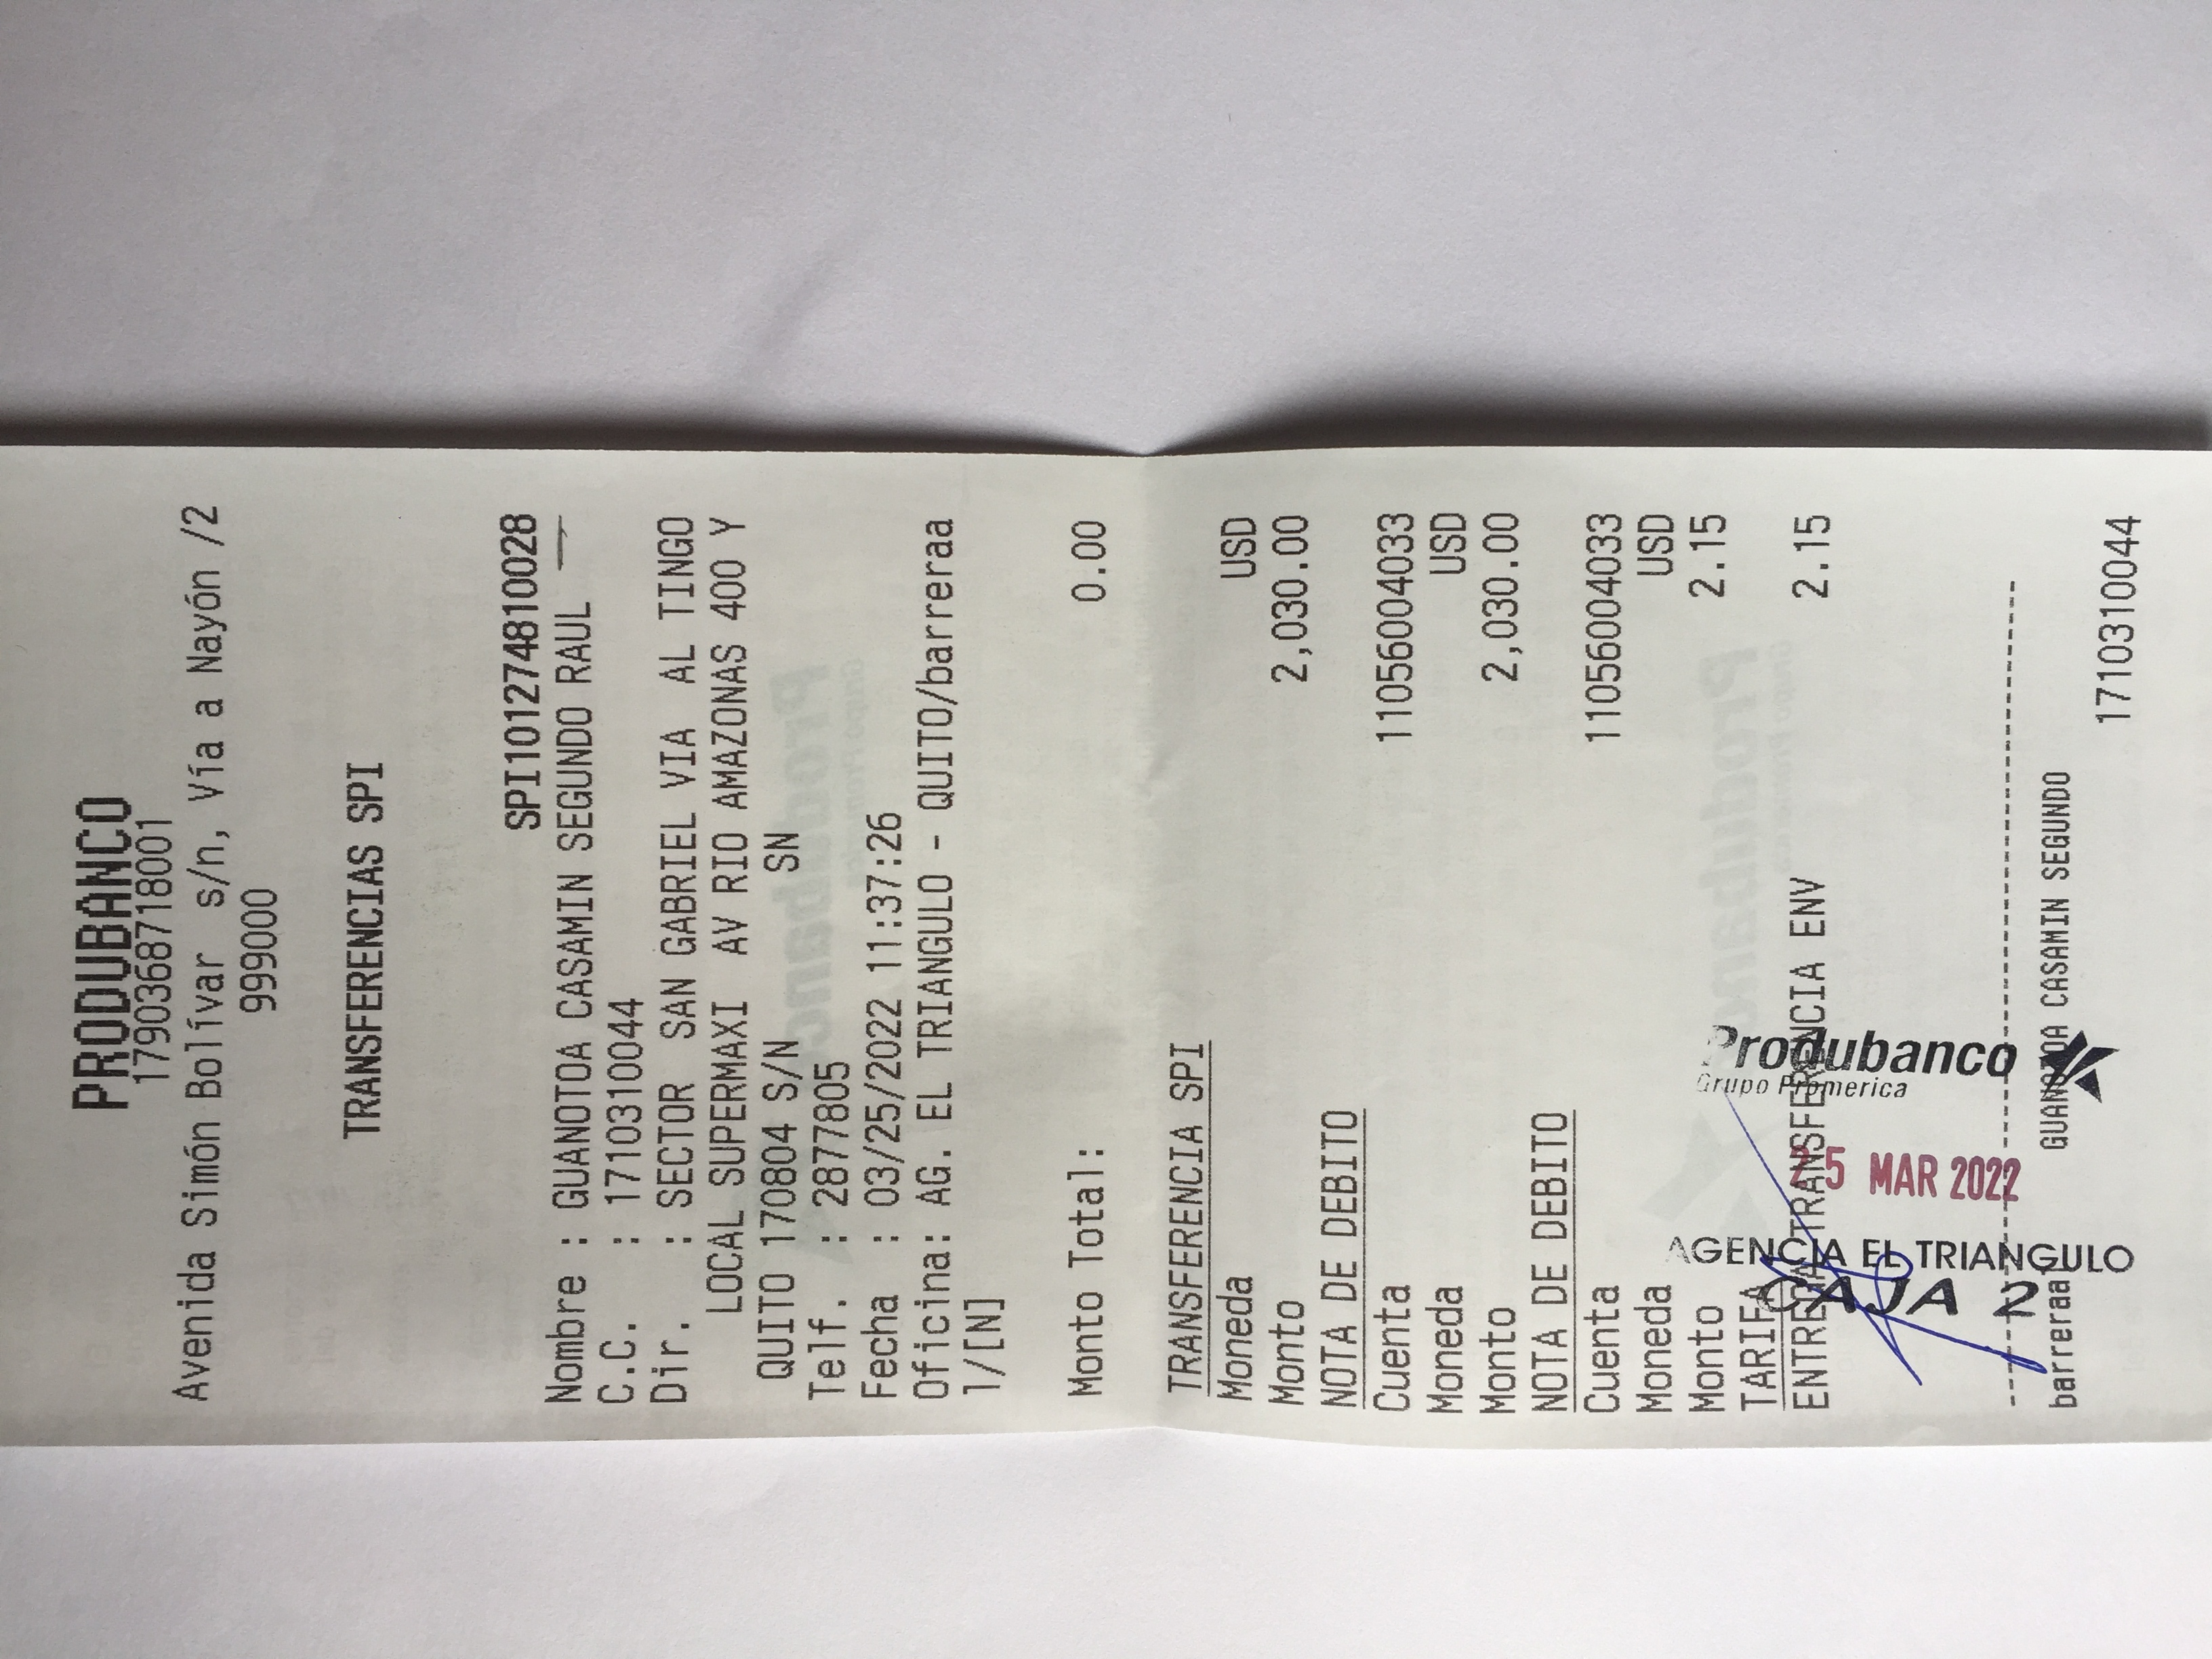 PRODUBANCO
1790368718001
Avenida Simón Bolívar s/n, Vía a Nayón /2
999000
TRANSFERENCIAS SPI
SPI1012748810028
Nombre : GUANOTOA CASAMIN SEGUNDO RAUL
C.C. : 1710310044
Dir. : SECTOR SAN GABRIEL VIA AL TINGO
LOCAL SUPERMAXI AV RIO AMAZONAS 400 Y
QUITO 170804 S/N SN
Telf. : 2877805
Fecha : 03/25/2022 11:37:26
Oficina: AG. EL TRIANGULO - QUITO/barreraa
1/[N]
Monto Total: 0.00
TRANSFERENCIA SPI
Moneda USD
Monto 2,030.00
NOTA DE DEBITO
Cuenta 11056004033
Moneda USD
Monto 2,030.00
NOTA DE DEBITO
Cuenta 11056004033
Moneda USD
Monto 2.15
TARIFA
ENTREGA TRANSFERENCIA ENV 2.15
Produbanco
Grupo Promerica
25 MAR 2022
AGENCIA EL TRIANGULO
CAJA 2
barreraa GUANOTOA CASAMIN SEGUNDO
1710310044